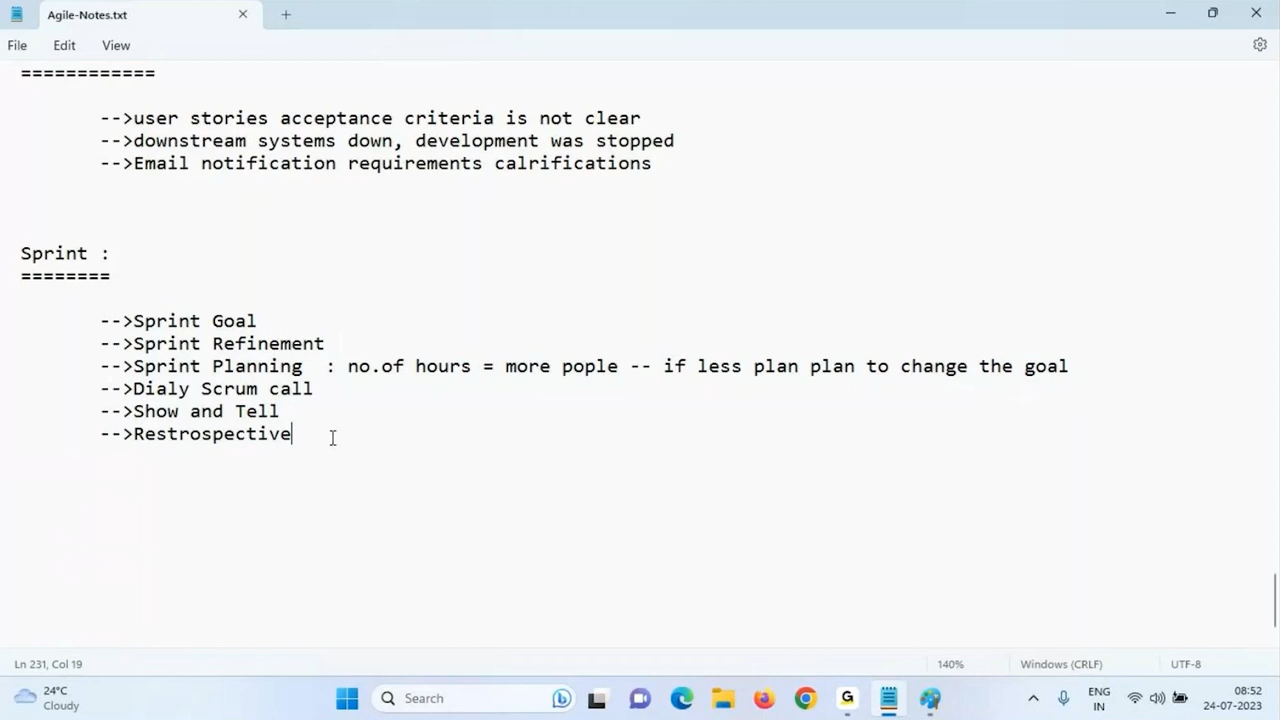 Agile-Notes.txt
File Edit View
============
-->user stories acceptance criteria is not clear
-->downstream systems down, development was stopped
-->Email notification requirements calrifications
Sprint :
========
-->Sprint Goal
-->Sprint Refinement
-->Sprint Planning  : no.of hours = more pople -- if less plan plan to change the goal
-->Dialy Scrum call
-->Show and Tell
-->Restrospective
Ln 231, Col 19 140% Windows (CRLF) UTF-8
24°C
Cloudy
Search
ENG
IN
08:52
24-07-2023